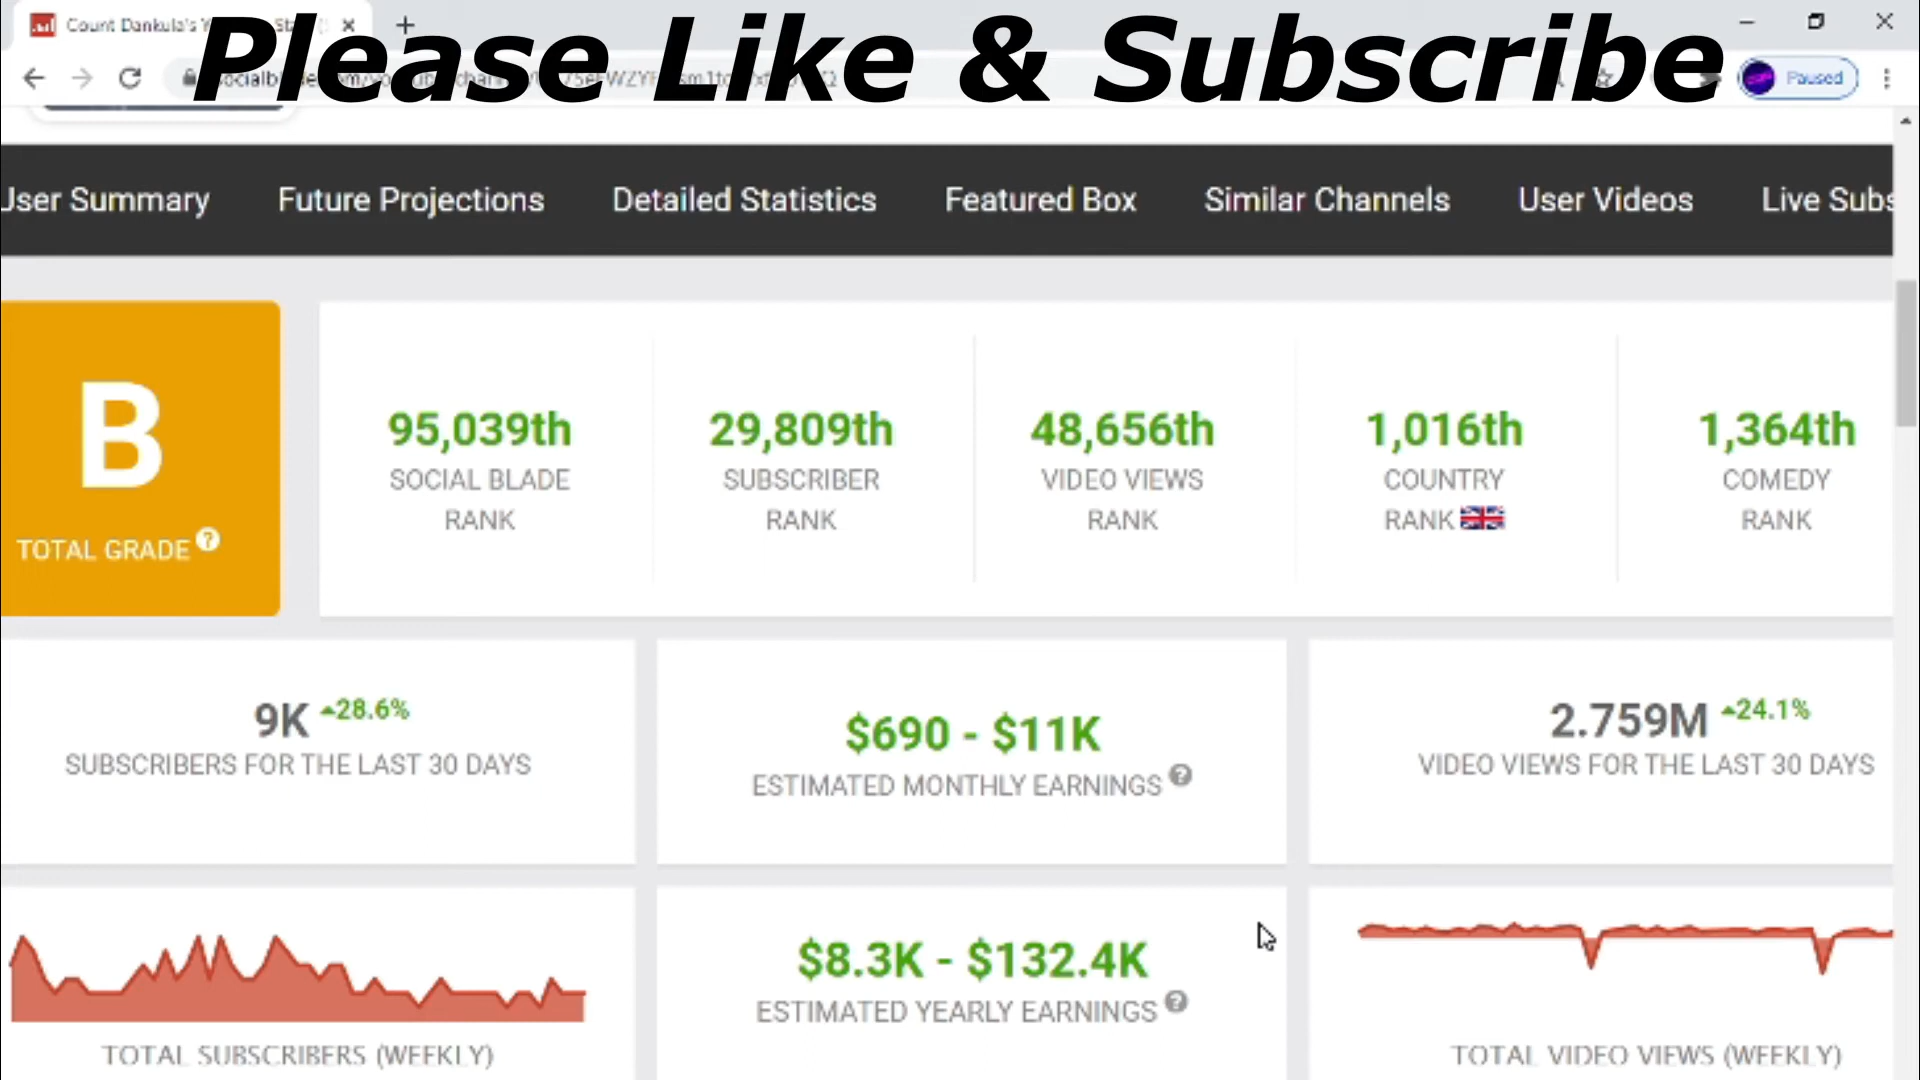 Count Dankula's
Please Like & Subscribe
Paused
User Summary Future Projections Detailed Statistics Featured Box Similar Channels User Videos Live Subs
B
TOTAL GRADE ?
95,039th
SOCIAL BLADE
RANK
29,809th
SUBSCRIBER
RANK
48,656th
VIDEO VIEWS
RANK
1,016th
COUNTRY
RANK
1,364th
COMEDY
RANK
9K 28.6%
SUBSCRIBERS FOR THE LAST 30 DAYS
$690 - $11K
ESTIMATED MONTHLY EARNINGS ?
2.759M 24.1%
VIDEO VIEWS FOR THE LAST 30 DAYS
TOTAL SUBSCRIBERS (WEEKLY)
$8.3K - $132.4K
ESTIMATED YEARLY EARNINGS ?
TOTAL VIDEO VIEWS (WEEKLY)